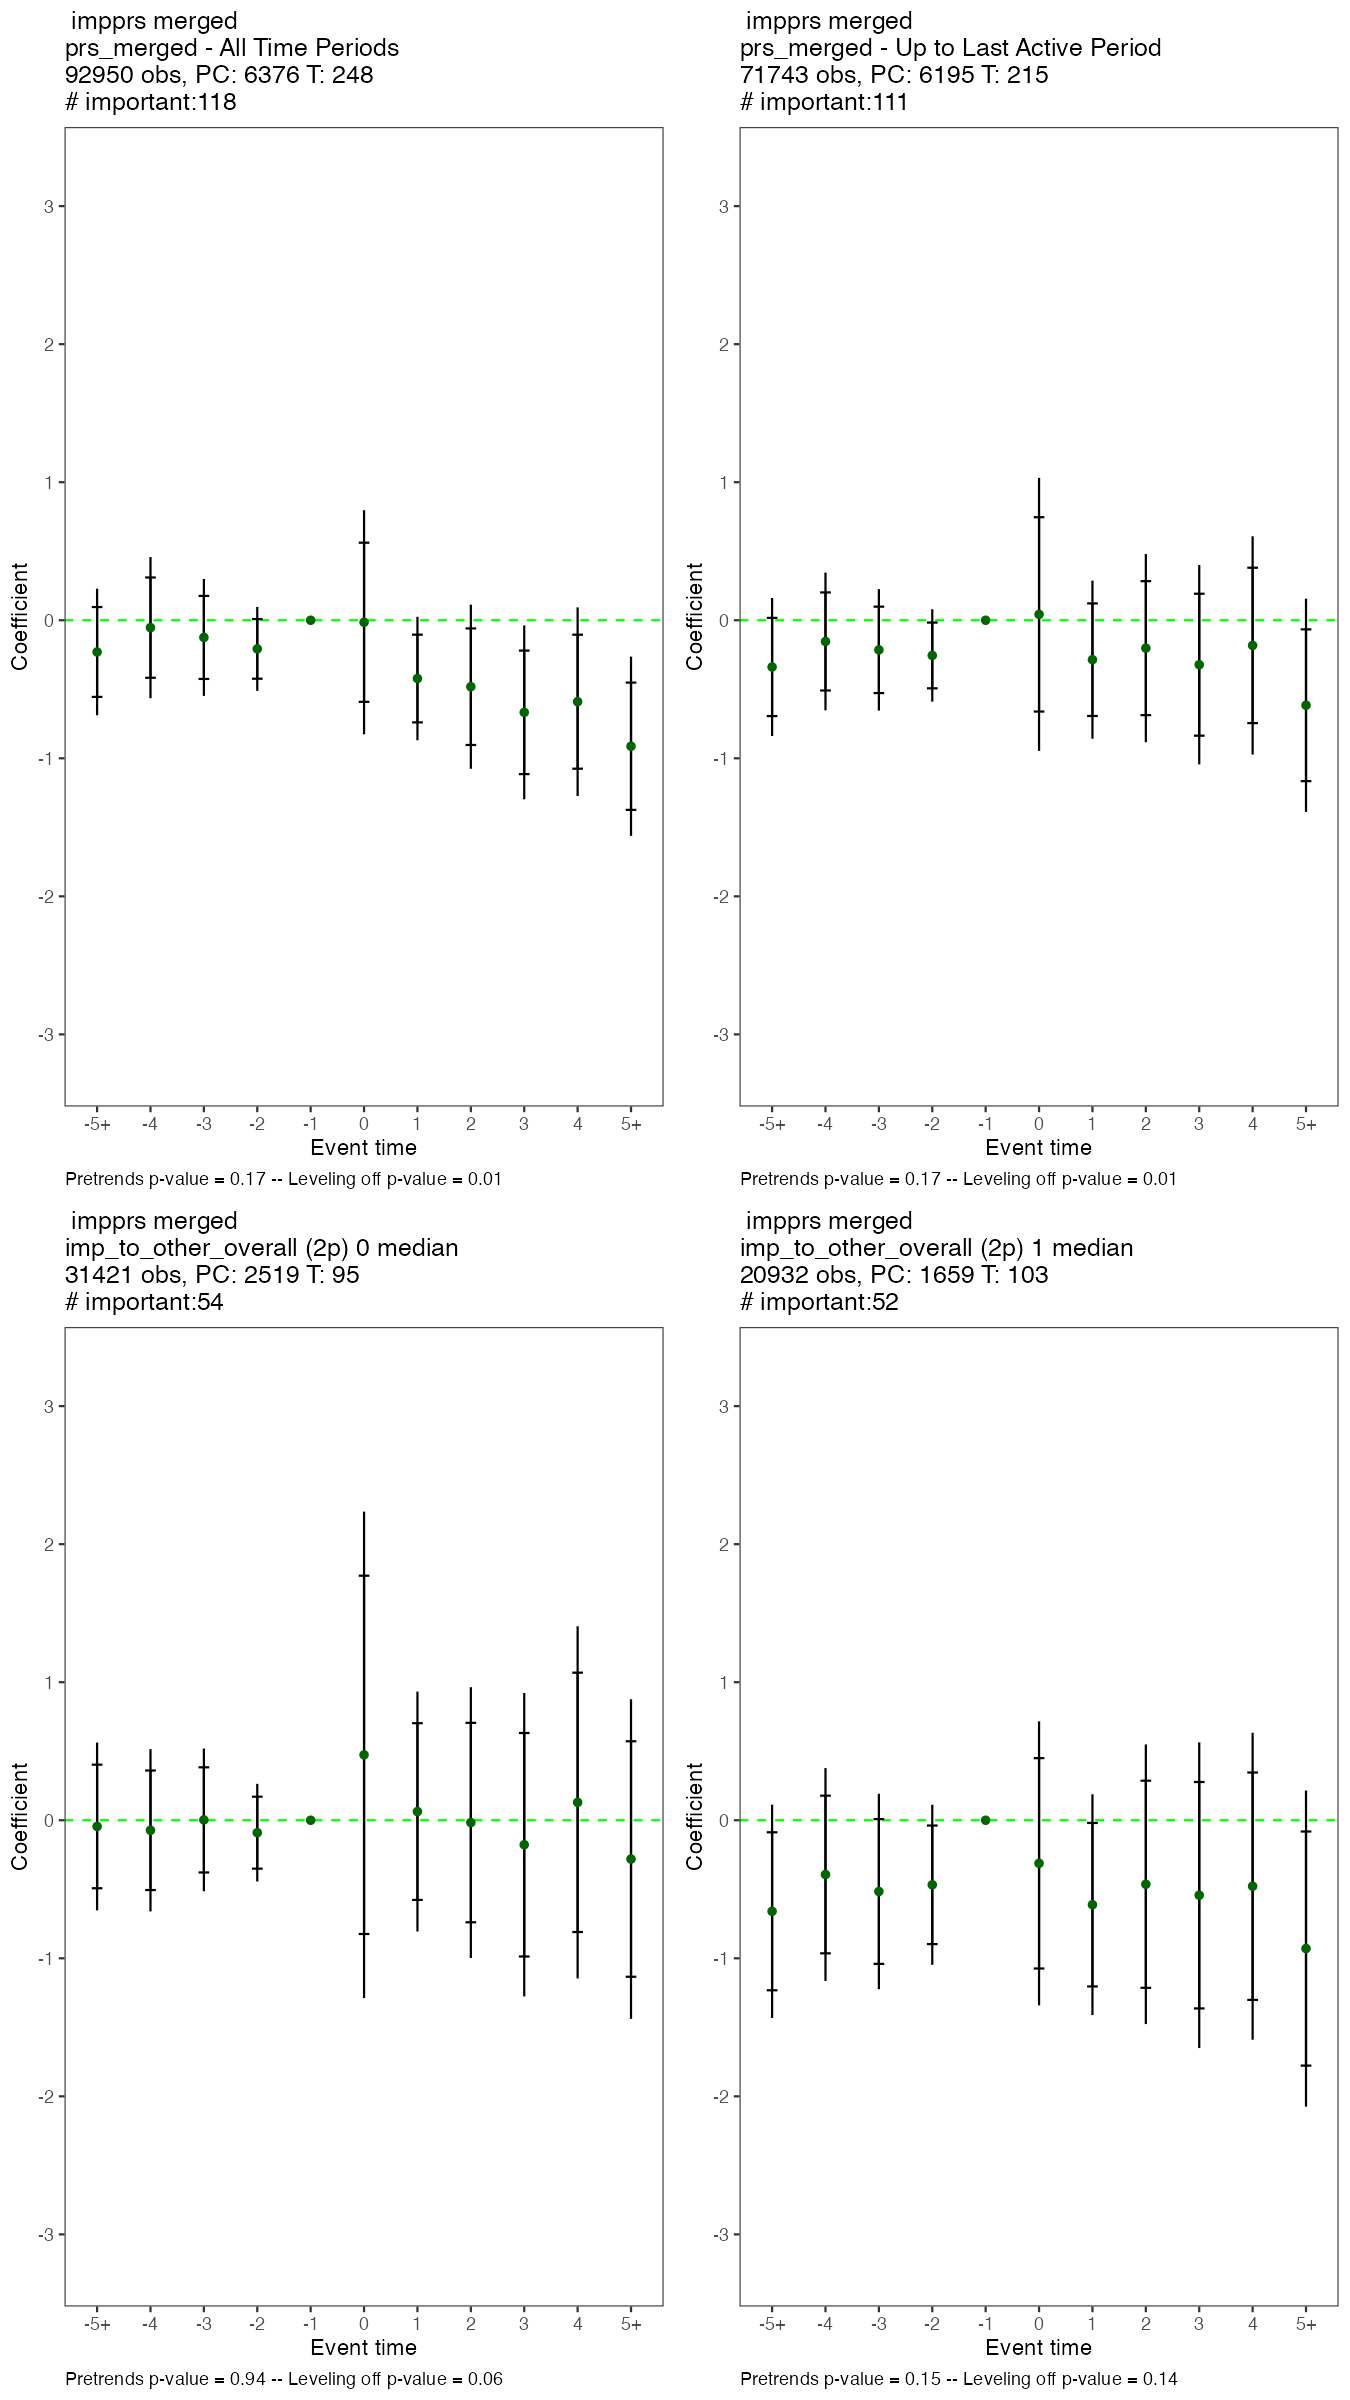 impprs merged
prs_merged - All Time Periods
92950 obs, PC: 6376 T: 248
# important:118
3
2
1
0
-1
-2
-3
Coefficient
-5+ -4 -3 -2 -1 0 1 2 3 4 5+
Event time
Pretrends p-value = 0.17 -- Leveling off p-value = 0.01
impprs merged
prs_merged - Up to Last Active Period
71743 obs, PC: 6195 T: 215
# important:111
3
2
1
0
-1
-2
-3
Coefficient
-5+ -4 -3 -2 -1 0 1 2 3 4 5+
Event time
Pretrends p-value = 0.17 -- Leveling off p-value = 0.01
impprs merged
imp_to_other_overall (2p) 0 median
31421 obs, PC: 2519 T: 95
# important:54
3
2
1
0
-1
-2
-3
Coefficient
-5+ -4 -3 -2 -1 0 1 2 3 4 5+
Event time
Pretrends p-value = 0.94 -- Leveling off p-value = 0.06
impprs merged
imp_to_other_overall (2p) 1 median
20932 obs, PC: 1659 T: 103
# important:52
3
2
1
0
-1
-2
-3
Coefficient
-5+ -4 -3 -2 -1 0 1 2 3 4 5+
Event time
Pretrends p-value = 0.15 -- Leveling off p-value = 0.14